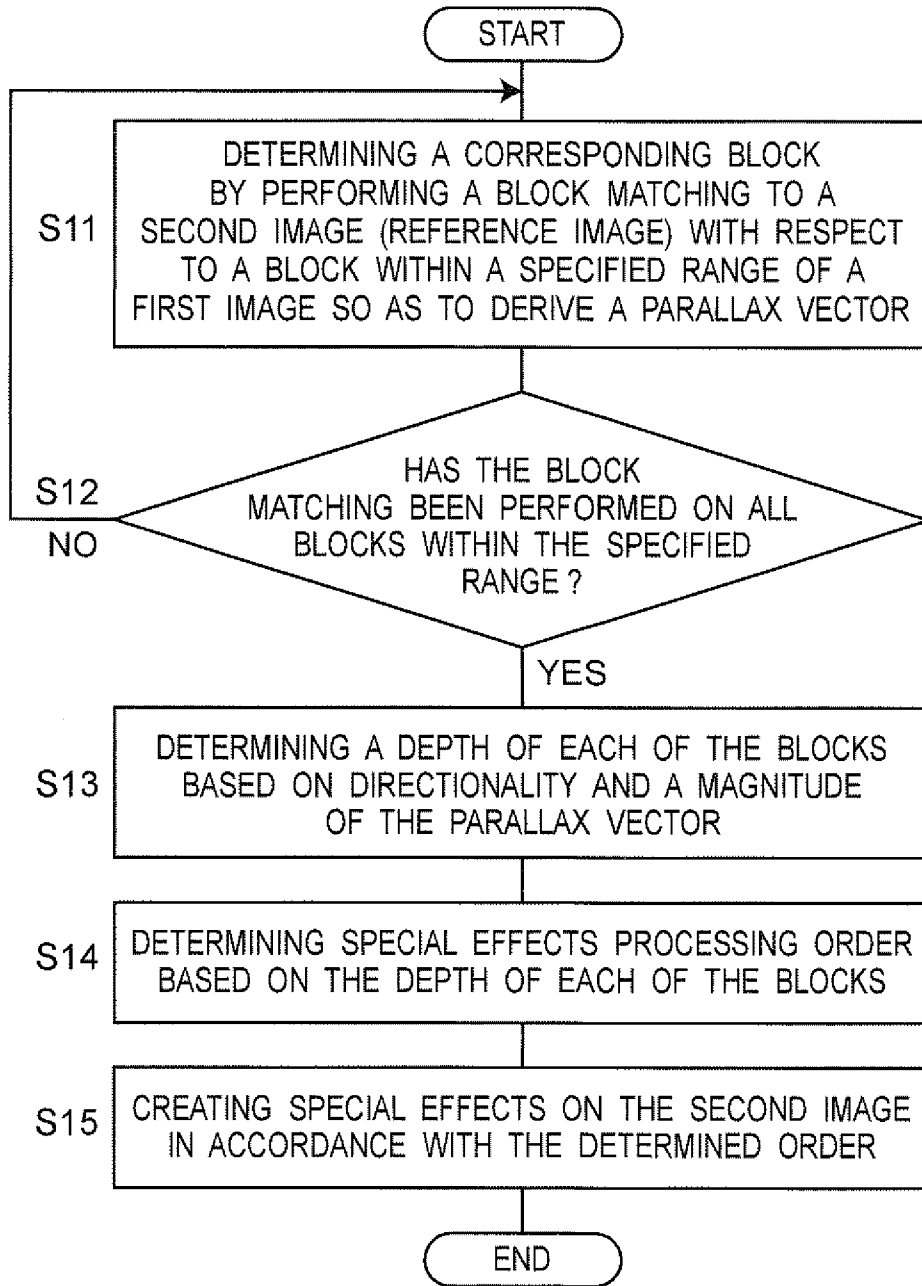 START
S11
DETERMINING A CORRESPONDING BLOCK
BY PERFORMING A BLOCK MATCHING TO A
SECOND IMAGE (REFERENCE IMAGE) WITH RESPECT
TO A BLOCK WITHIN A SPECIFIED RANGE OF A
FIRST IMAGE SO AS TO DERIVE A PARALLAX VECTOR
S12
NO
HAS THE BLOCK
MATCHING BEEN PERFORMED ON ALL
BLOCKS WITHIN THE SPECIFIED
RANGE ?
YES
S13
DETERMINING A DEPTH OF EACH OF THE BLOCKS
BASED ON DIRECTIONALITY AND A MAGNITUDE
OF THE PARALLAX VECTOR
S14
DETERMINING SPECIAL EFFECTS PROCESSING ORDER
BASED ON THE DEPTH OF EACH OF THE BLOCKS
S15
CREATING SPECIAL EFFECTS ON THE SECOND IMAGE
IN ACCORDANCE WITH THE DETERMINED ORDER
END